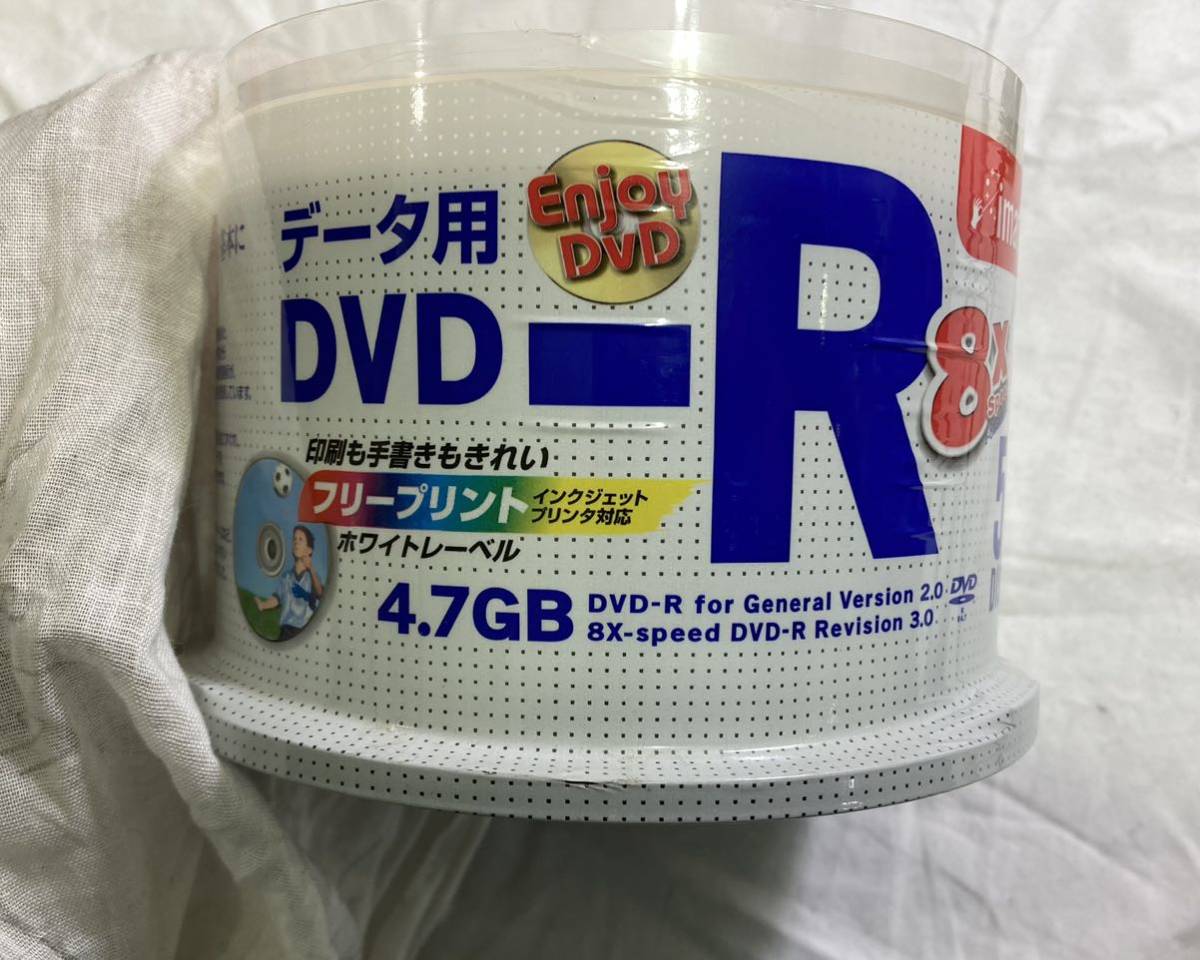 データ用
Enjoy
DVD
DVD-R
8x
印刷も手書きもきれい
フリープリント
インクジェット
プリンタ対応
ホワイトレーベル
4.7GB
DVD-R for General Version 2.0
8X-speed DVD-R Revision 3.0
DVD